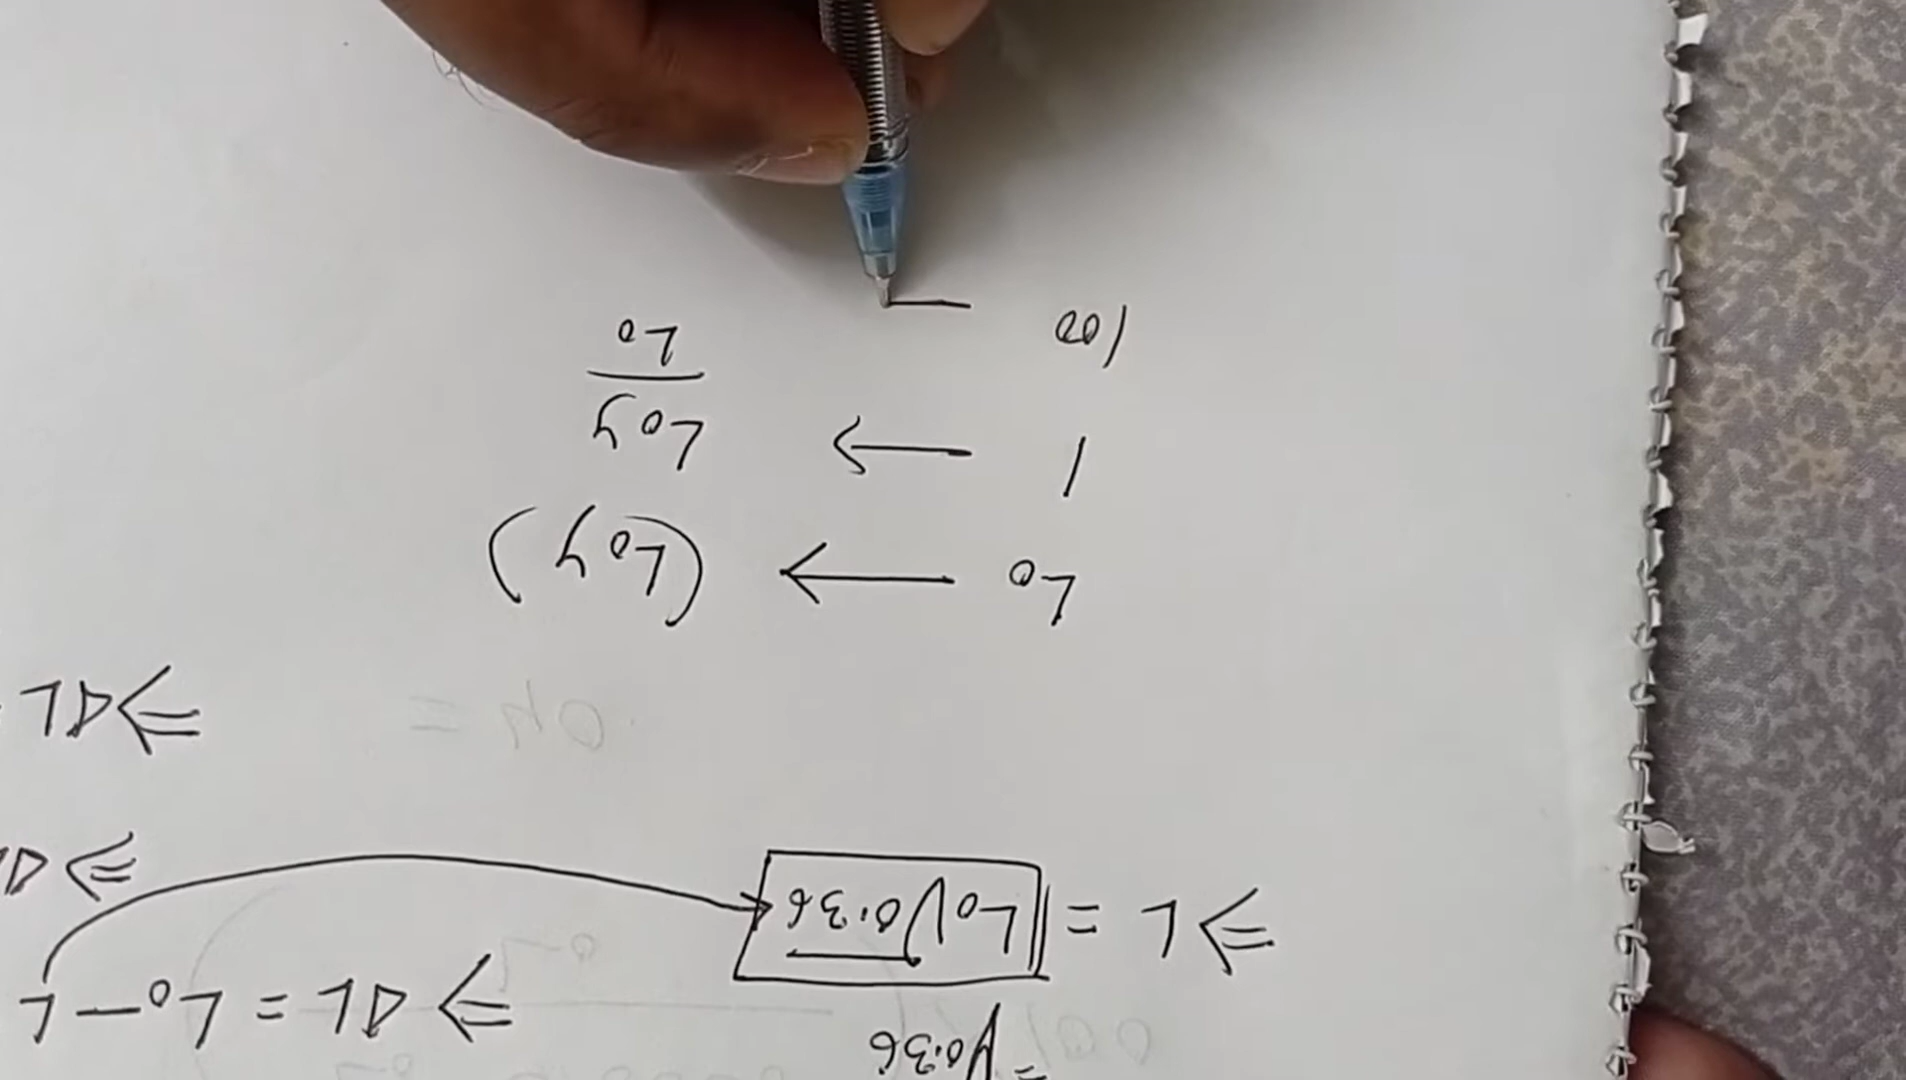 = √0.36
⇒ ΔL = L₀ − L
⇒ L = L₀√0.36
⇒ ΔL
L₀ → (L₀y)
1 → L₀y / L₀
100 —